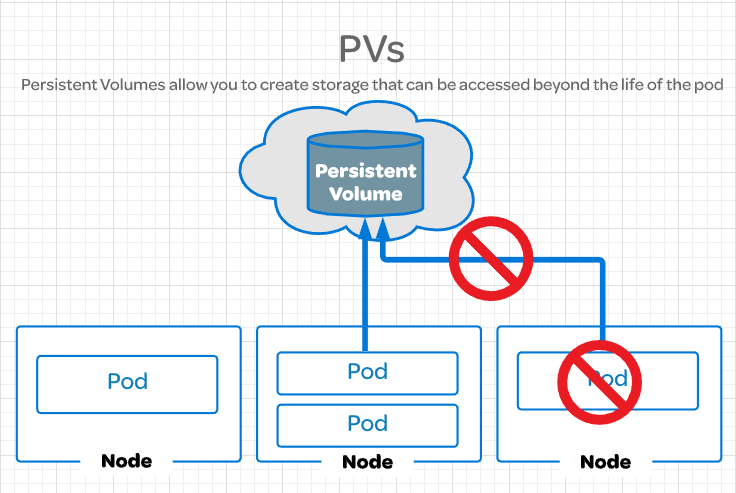 PVs
Persistent Volumes allow you to create storage that can be accessed beyond the life of the pod
Persistent
Volume
Pod
Pod
Pod
Pod
Node
Node
Node